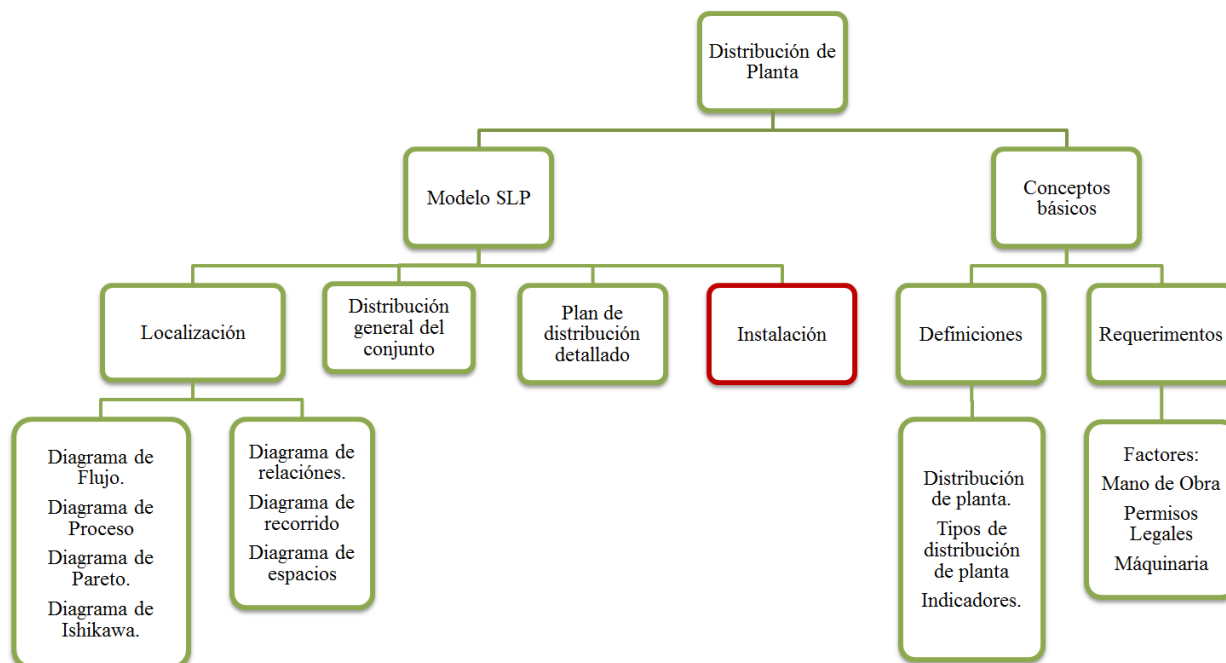 Distribución de
Planta
Modelo SLP
Conceptos
básicos
Localización
Distribución
general del
conjunto
Plan de
distribución
detallado
Instalación
Definiciones
Requerimentos
Diagrama de
Flujo.
Diagrama de
Proceso
Diagrama de
Pareto.
Diagrama de
Ishikawa.
Diagrama de
relaciónes.
Diagrama de
recorrido
Diagrama de
espacios
Distribución
de planta.
Tipos de
distribución
de planta
Indicadores.
Factores:
Mano de Obra
Permisos
Legales
Máquinaria